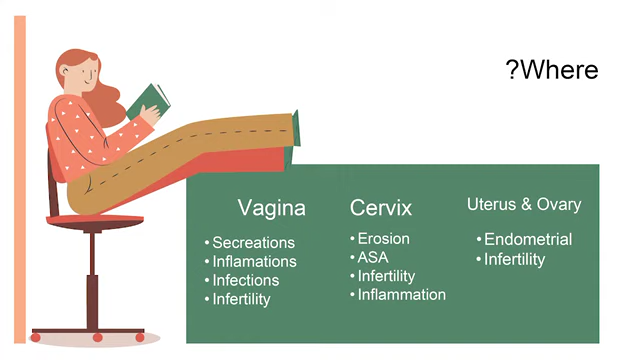 ?Where
Vagina
• Secreations
• Inflamations
• Infections
• Infertility
Cervix
• Erosion
• ASA
• Infertility
• Inflammation
Uterus & Ovary
• Endometrial
• Infertility